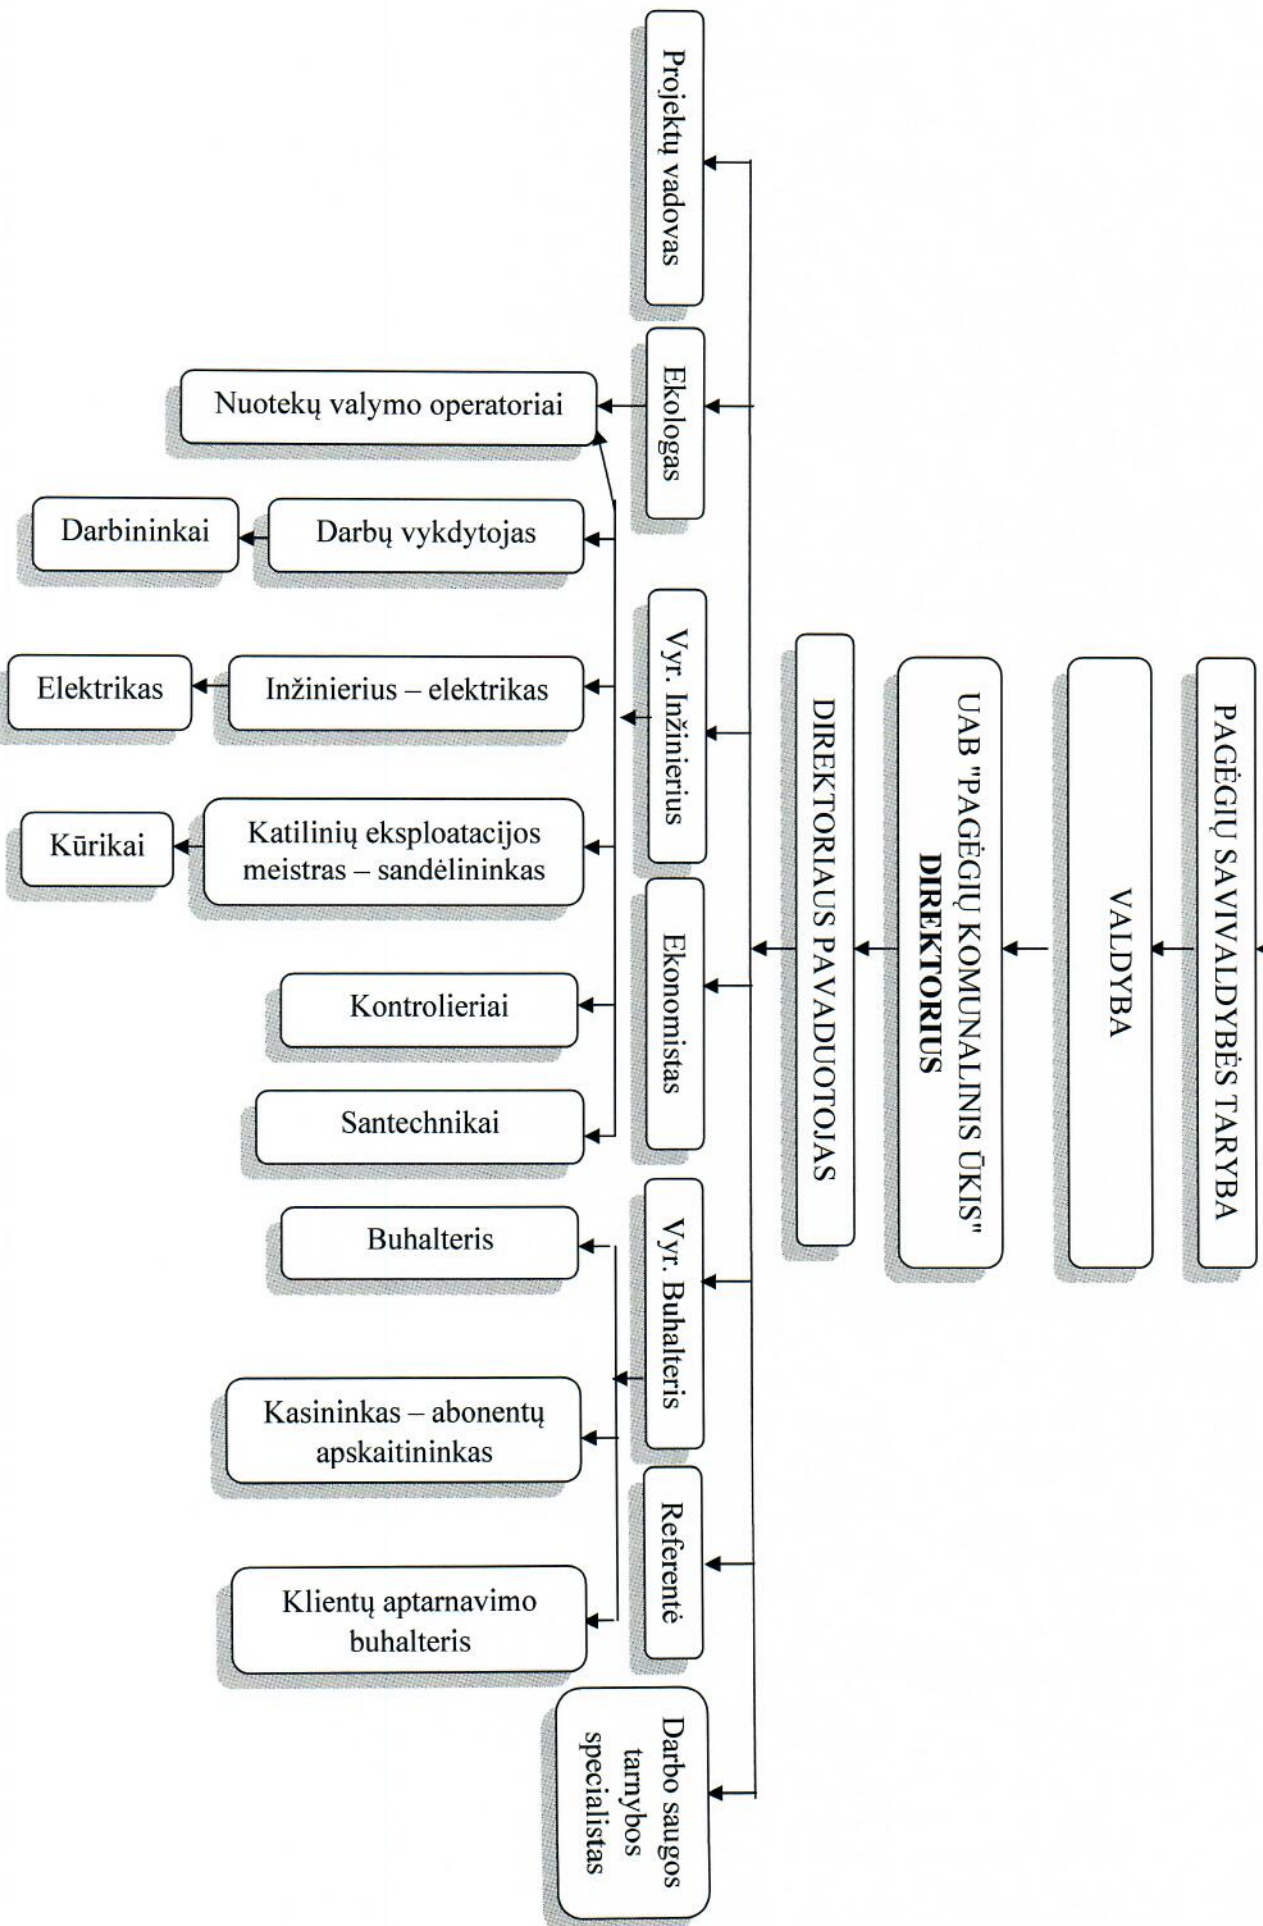 PAGĖGIŲ SAVIVALDYBĖS TARYBA
VALDYBA
UAB "PAGĖGIŲ KOMUNALINIS ŪKIS"
DIREKTORIUS
DIREKTORIAUS PAVADUOTOJAS
Projektų vadovas
Ekologas
Vyr. Inžinierius
Ekonomistas
Vyr. Buhalteris
Referentė
Darbo saugos
tarnybos
specialistas
Nuotekų valymo operatoriai
Darbų vykdytojas
Darbininkai
Inžinierius – elektrikas
Elektrikas
Katilinių eksploatacijos
meistras – sandėlininkas
Kūrikai
Kontrolieriai
Santechnikai
Buhalteris
Kasininkas – abonentų
apskaitininkas
Klientų aptarnavimo
buhalteris